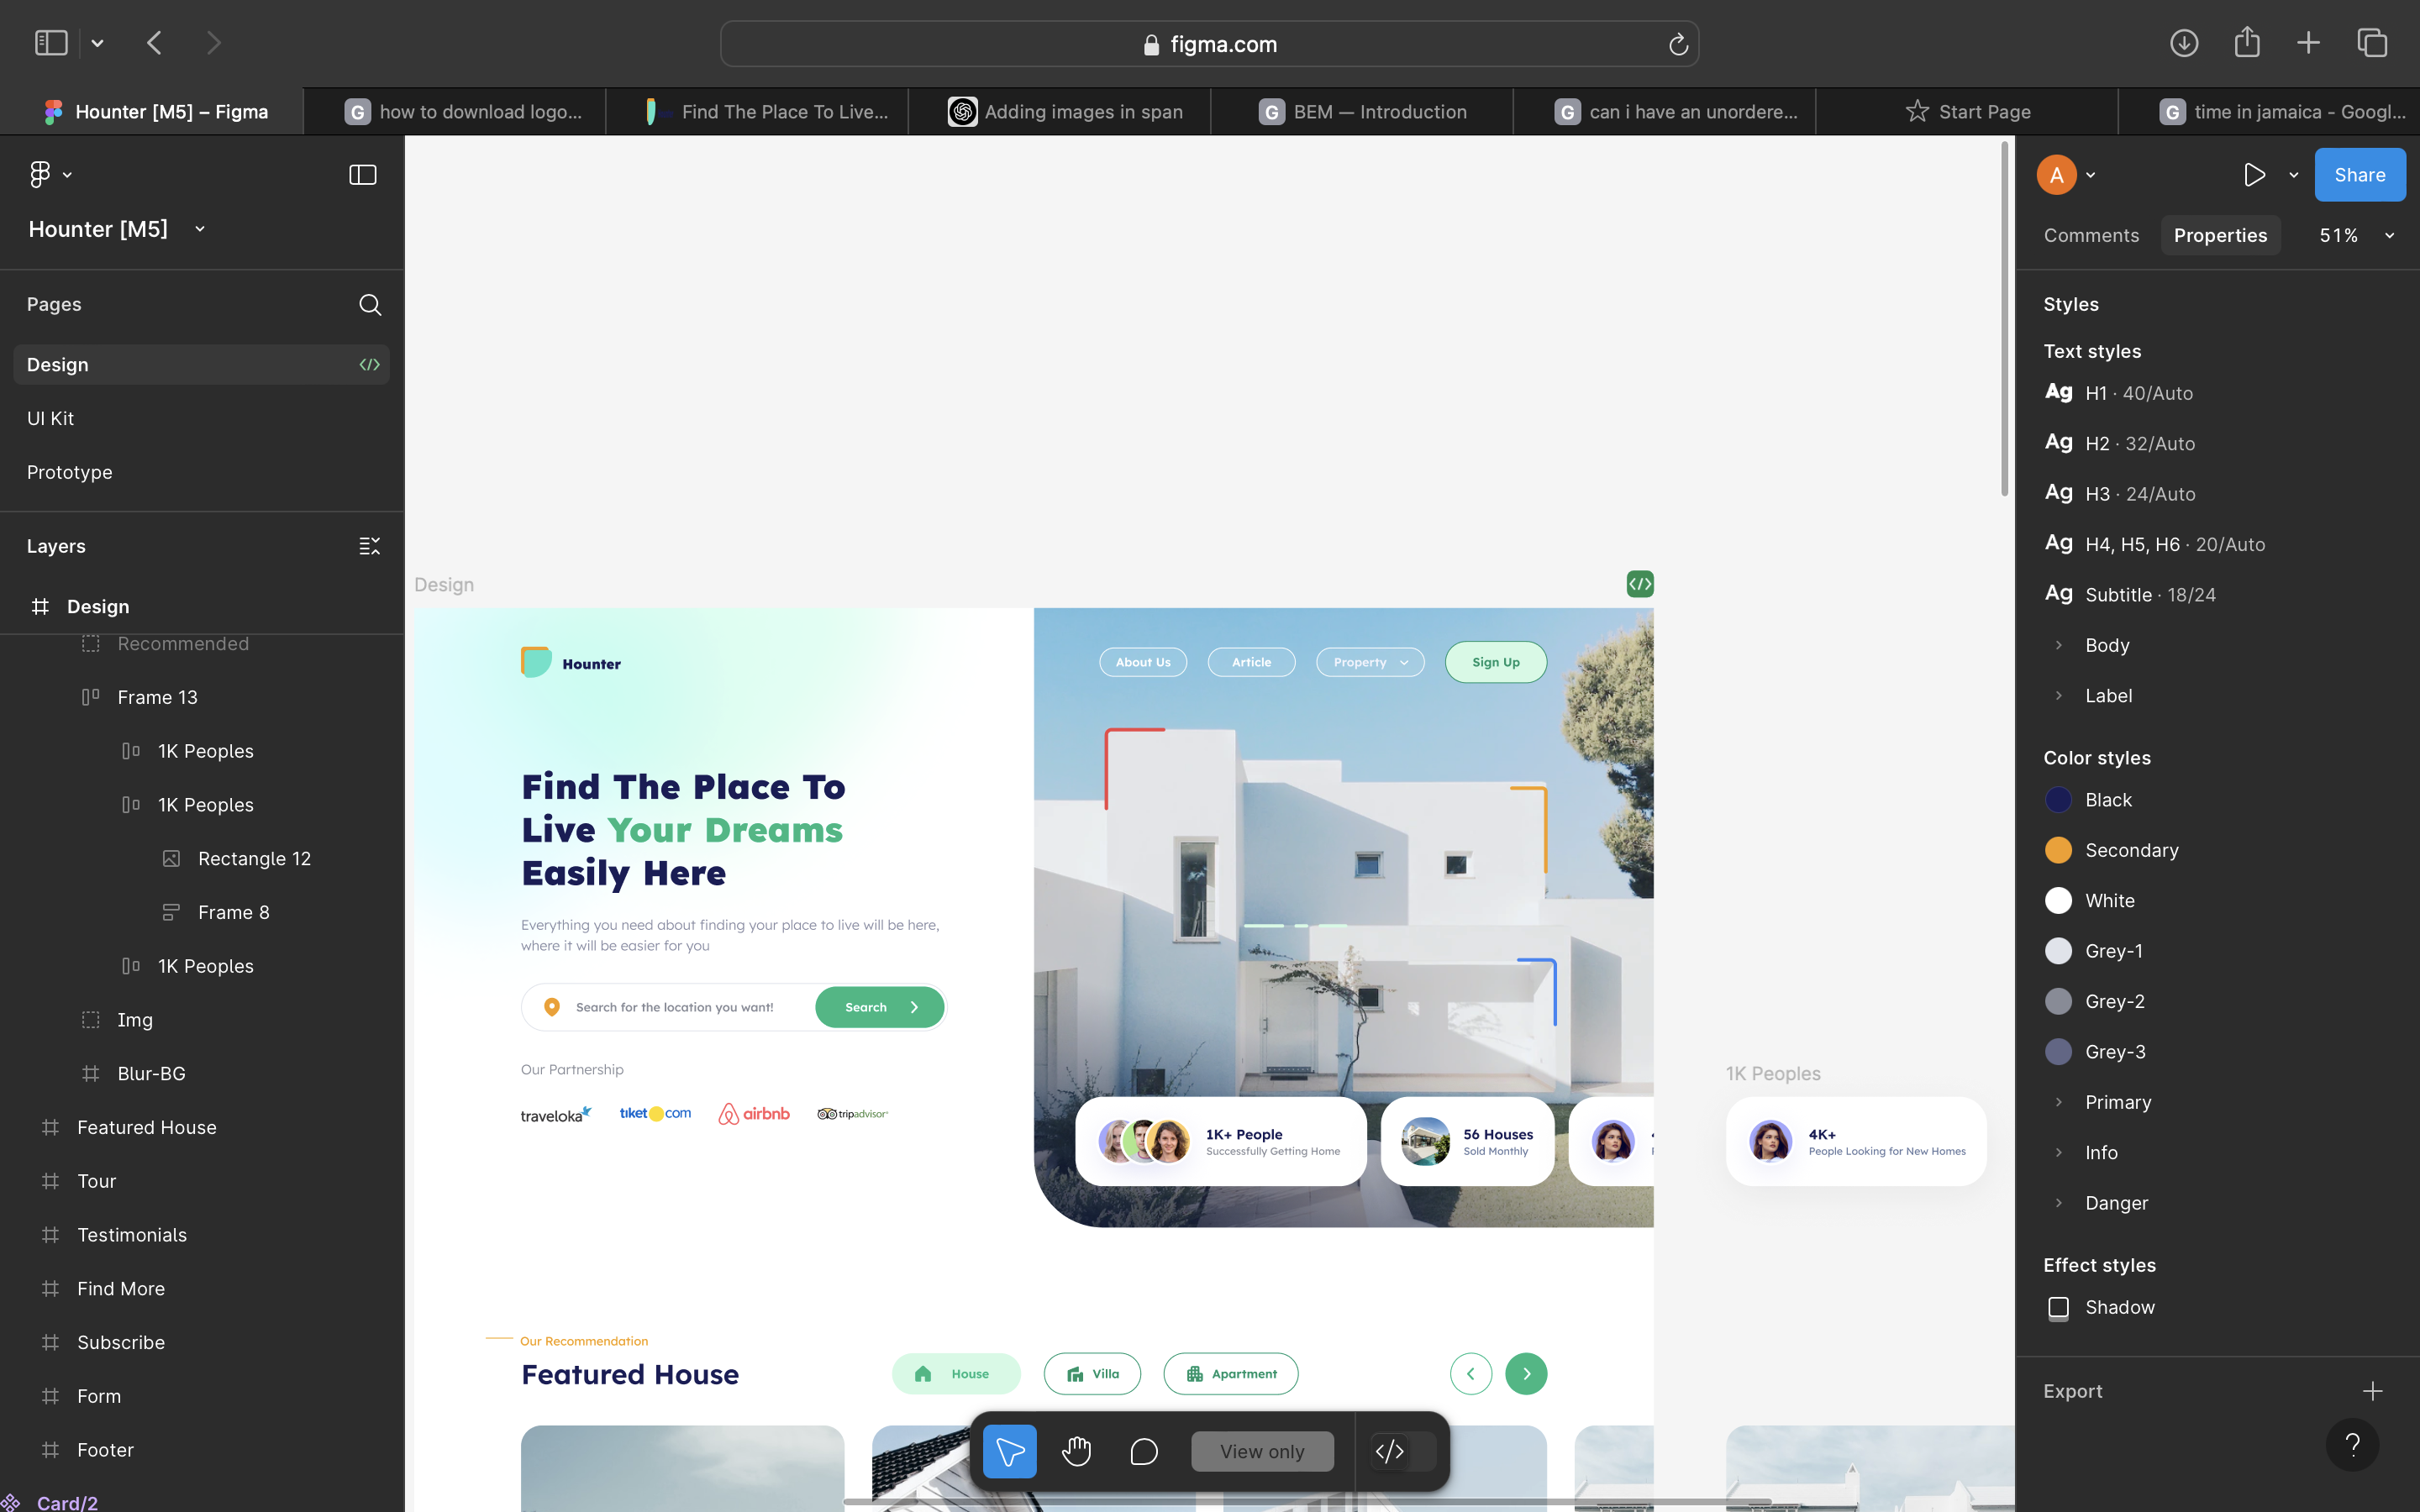 figma.com
Hounter [M5] – Figma
G how to download logo...
Find The Place To Live...
Adding images in span
G BEM — Introduction
G can i have an unordere...
Start Page
G time in jamaica - Googl...
Hounter [M5]
Pages
Design
UI Kit
Prototype
Layers
Design
Recommended
Frame 13
1K Peoples
1K Peoples
Rectangle 12
Frame 8
1K Peoples
Img
Blur-BG
Featured House
Tour
Testimonials
Find More
Subscribe
Form
Footer
Card/2
Design
Hounter
About Us
Article
Property
Sign Up
Find The Place To
Live Your Dreams
Easily Here
Everything you need about finding your place to live will be here,
where it will be easier for you
Search for the location you want!
Search
Our Partnership
traveloka
tiket.com
airbnb
tripadvisor
1K+ People
Successfully Getting Home
56 Houses
Sold Monthly
1K Peoples
4K+
People Looking for New Homes
Our Recommendation
Featured House
House
Villa
Apartment
View only
A
Share
Comments
Properties
51%
Styles
Text styles
Ag H1 · 40/Auto
Ag H2 · 32/Auto
Ag H3 · 24/Auto
Ag H4, H5, H6 · 20/Auto
Ag Subtitle · 18/24
Body
Label
Color styles
Black
Secondary
White
Grey-1
Grey-2
Grey-3
Primary
Info
Danger
Effect styles
Shadow
Export
?